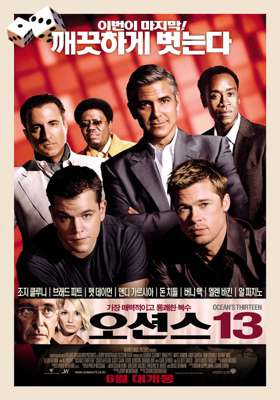 이번이 마지막!
깨끗하게 벗는다
조지 클루니 | 브래드 피트 | 맷 데이먼 | 앤디 가르시아 | 돈 치들 | 버니 맥 | 엘렌 바킨 | 알 파치노
가장 매력적이고 통쾌한 복수
오션스 13
OCEAN'S THIRTEEN
6월 대개봉